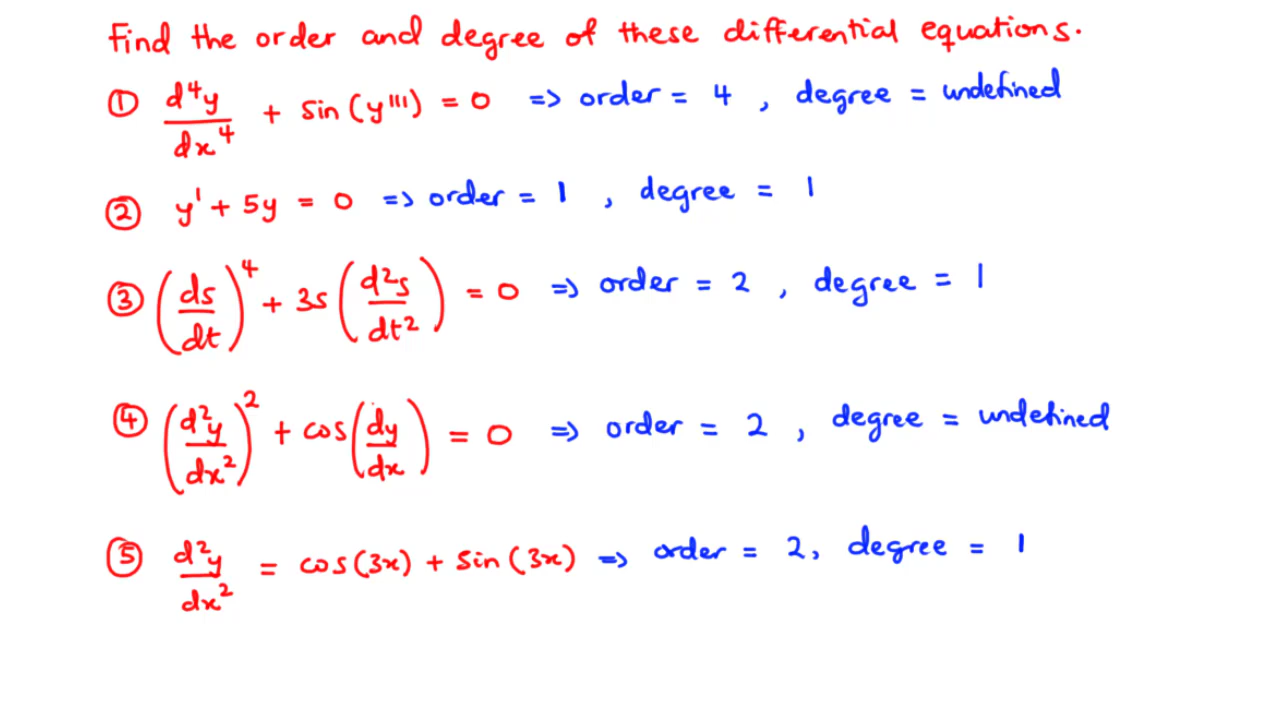 Find the order and degree of these differential equations.
① d⁴y/dx⁴ + sin(y''') = 0 => order = 4 , degree = undefined
② y' + 5y = 0 => order = 1 , degree = 1
③ (ds/dt)⁴ + 3s (d²s/dt²) = 0 => order = 2 , degree = 1
④ (d²y/dx²)² + cos(dy/dx) = 0 => order = 2 , degree = undefined
⑤ d²y/dx² = cos(3x) + sin(3x) => order = 2, degree = 1